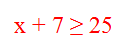 x + 7 ≥ 25